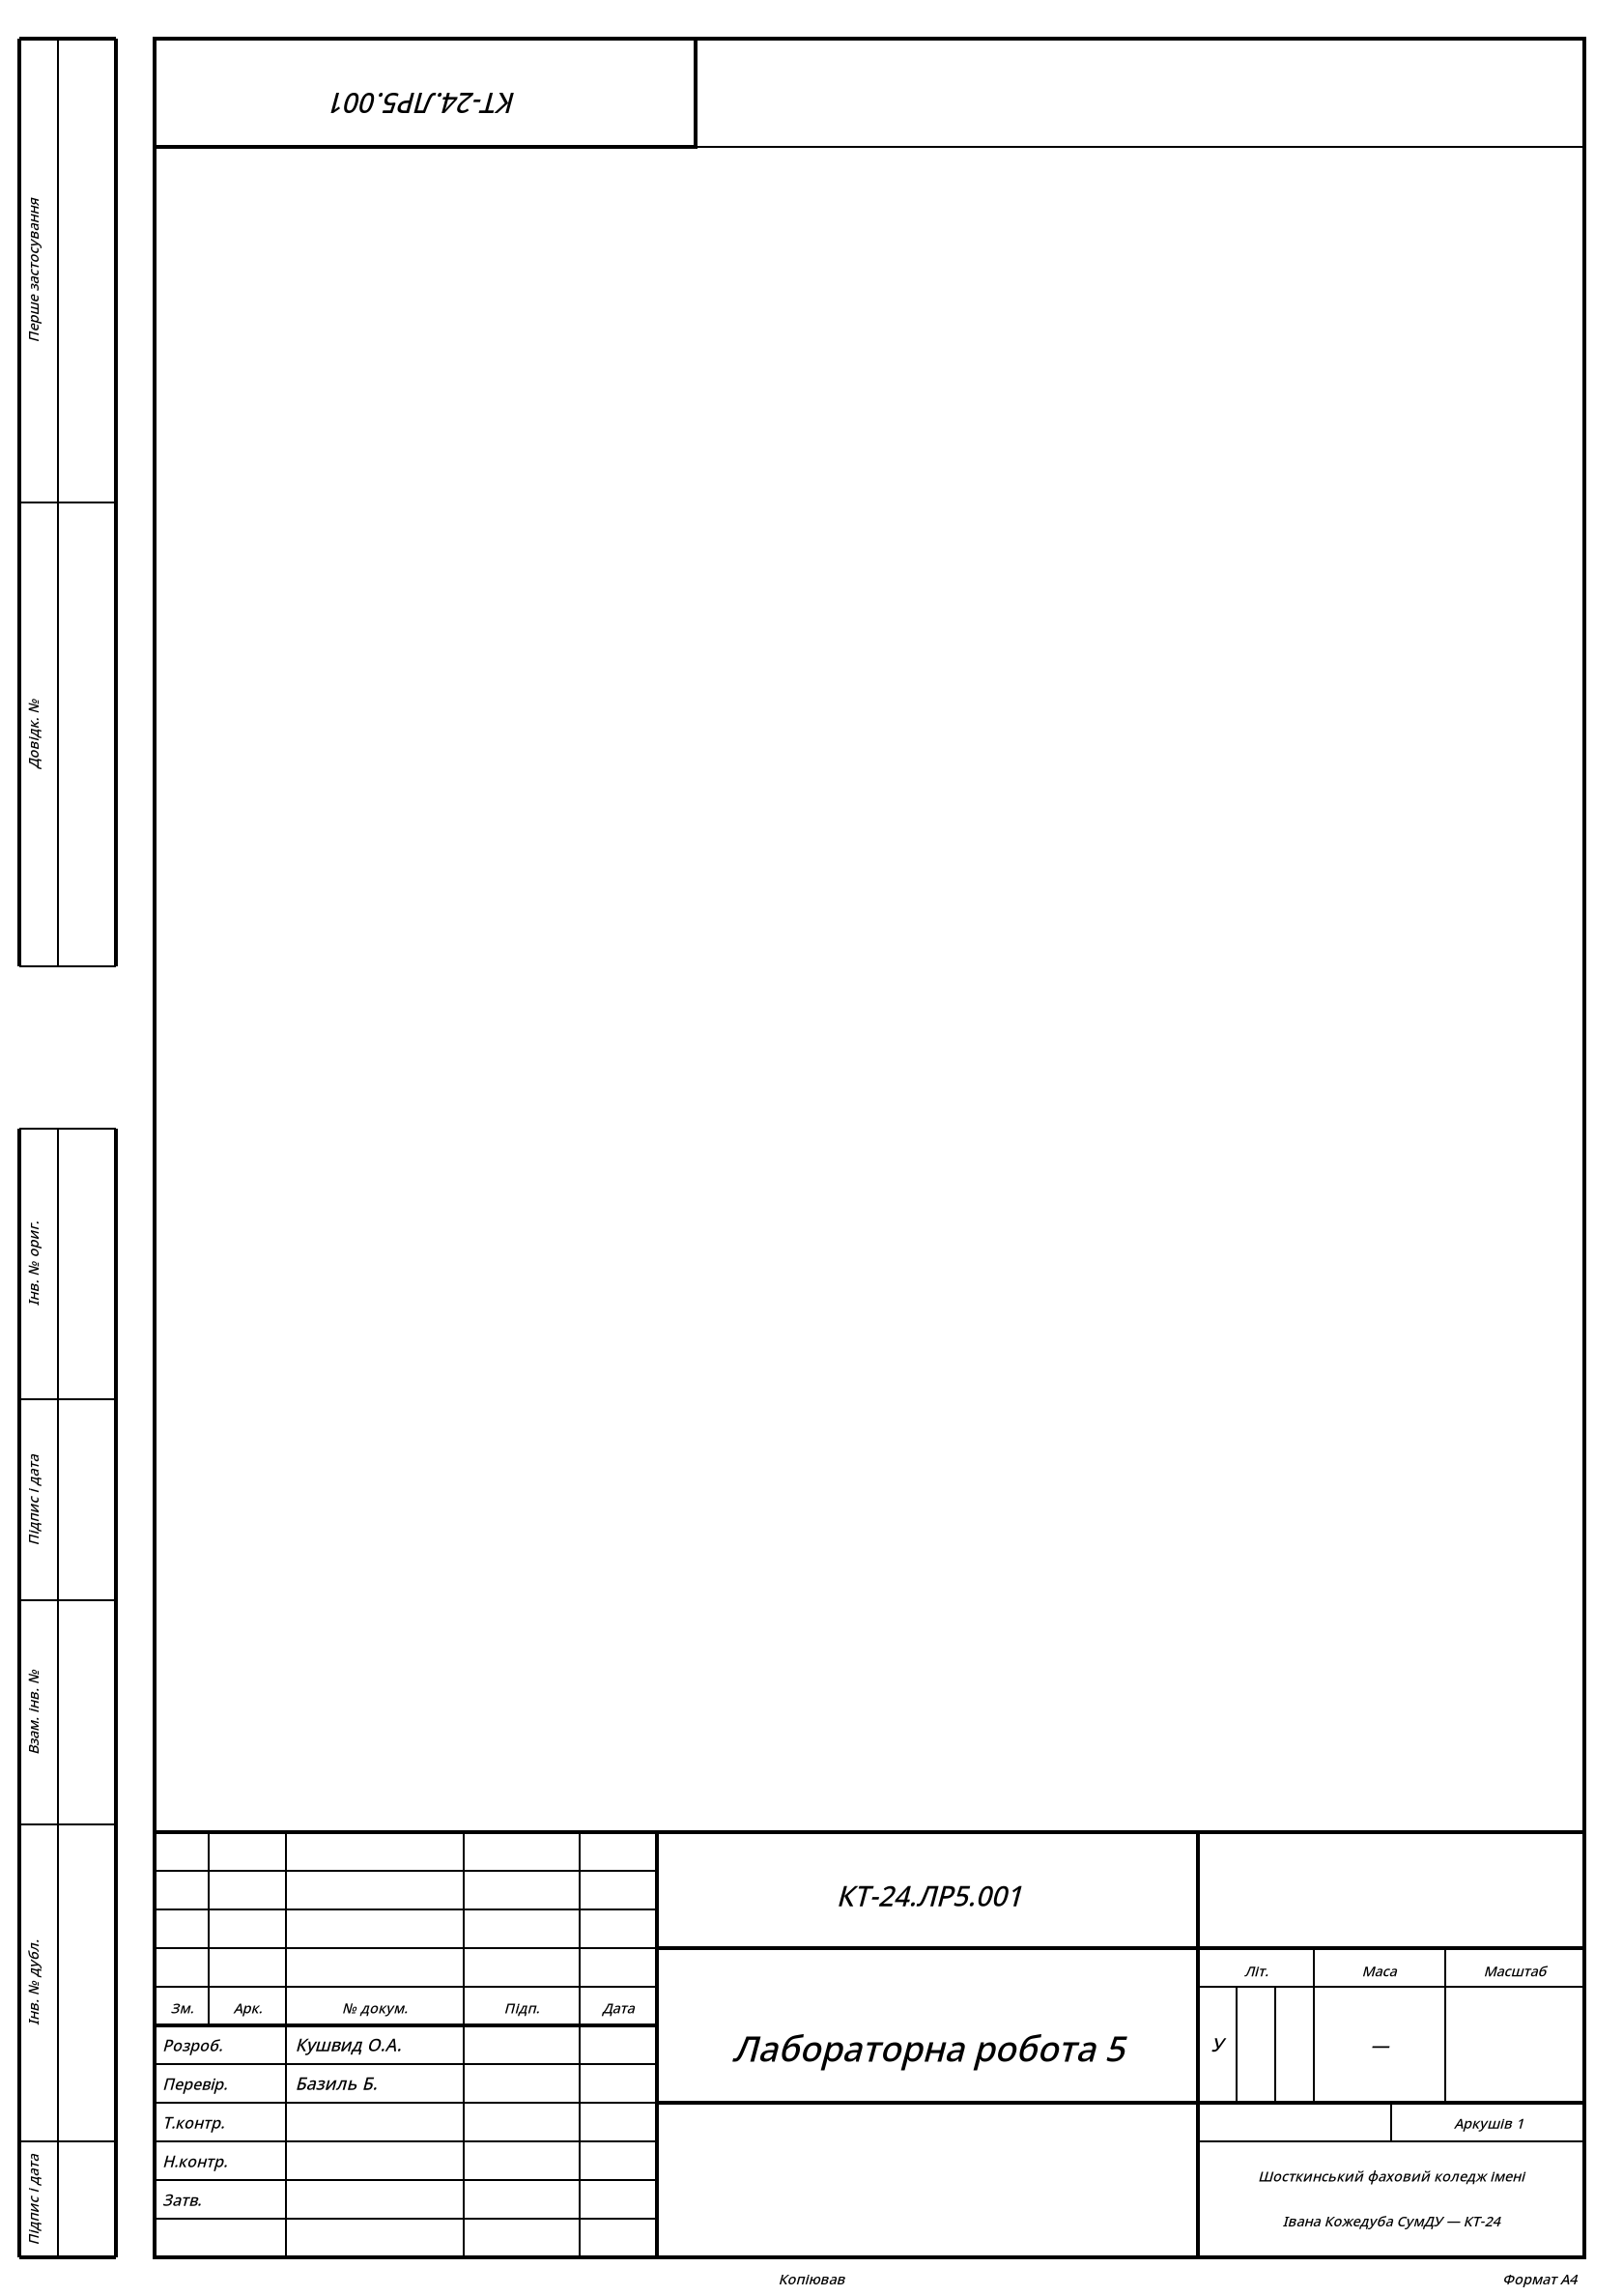 КТ-24.ЛР5.001
Перше застосування
Довідк. №
Інв. № ориг.
Підпис і дата
Взам. інв. №
Інв. № дубл.
Підпис і дата
КТ-24.ЛР5.001
Літ. Маса Масштаб
Зм. Арк. № докум. Підп. Дата
Розроб. Кушвид О.А.
Лабораторна робота 5
У —
Перевір. Базиль Б.
Т.контр.
Аркушів 1
Н.контр.
Шосткинський фаховий коледж імені
Затв.
Івана Кожедуба СумДУ — КТ-24
Копіював Формат А4